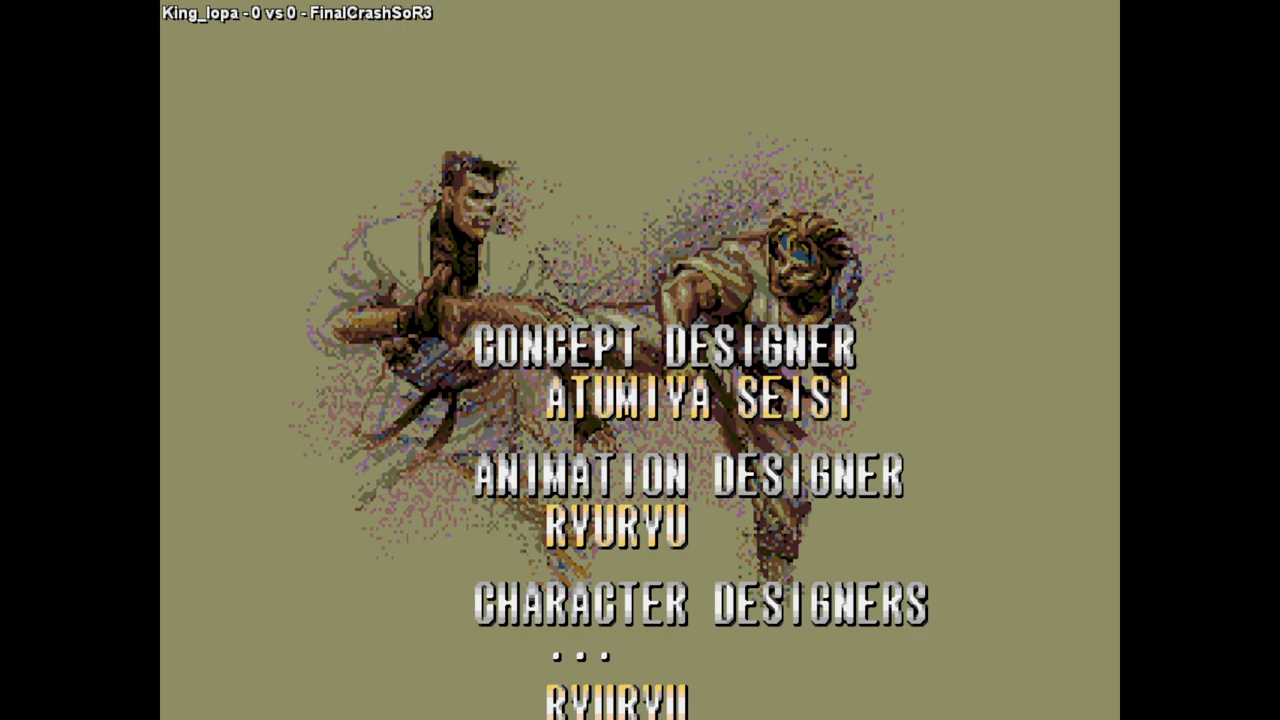 King_lopa - 0 vs 0 - FinalCrashSoR3
CONCEPT DESIGNER
ATUMIYA SEISI
ANIMATION DESIGNER
RYURYU
CHARACTER DESIGNERS
...
RYURYU